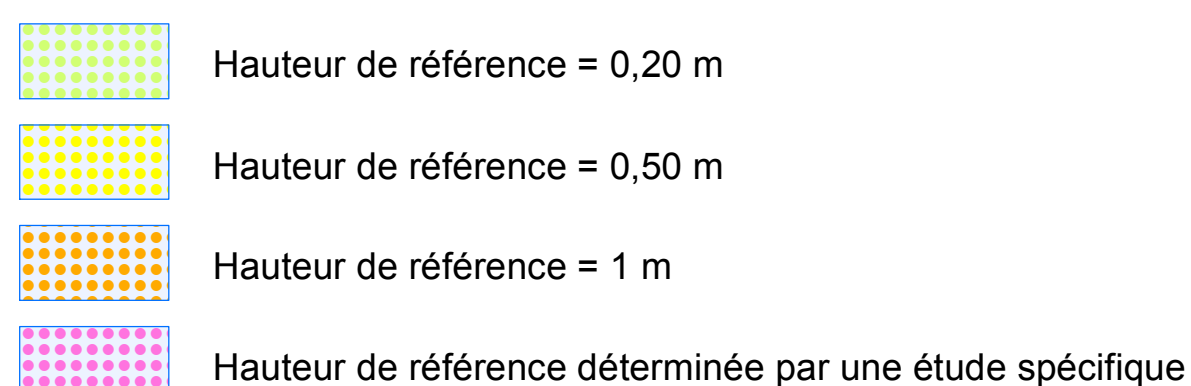 Hauteur de référence = 0,20 m
Hauteur de référence = 0,50 m
Hauteur de référence = 1 m
Hauteur de référence déterminée par une étude spécifique